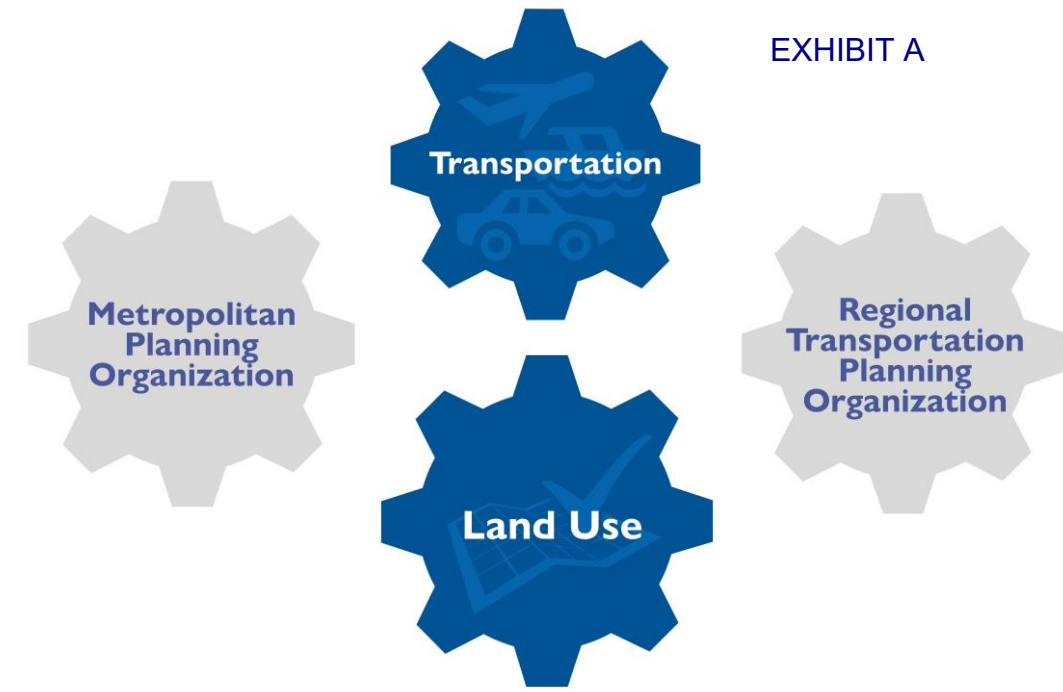 EXHIBIT A
Transportation
Metropolitan
Planning
Organization
Regional
Transportation
Planning
Organization
Land Use